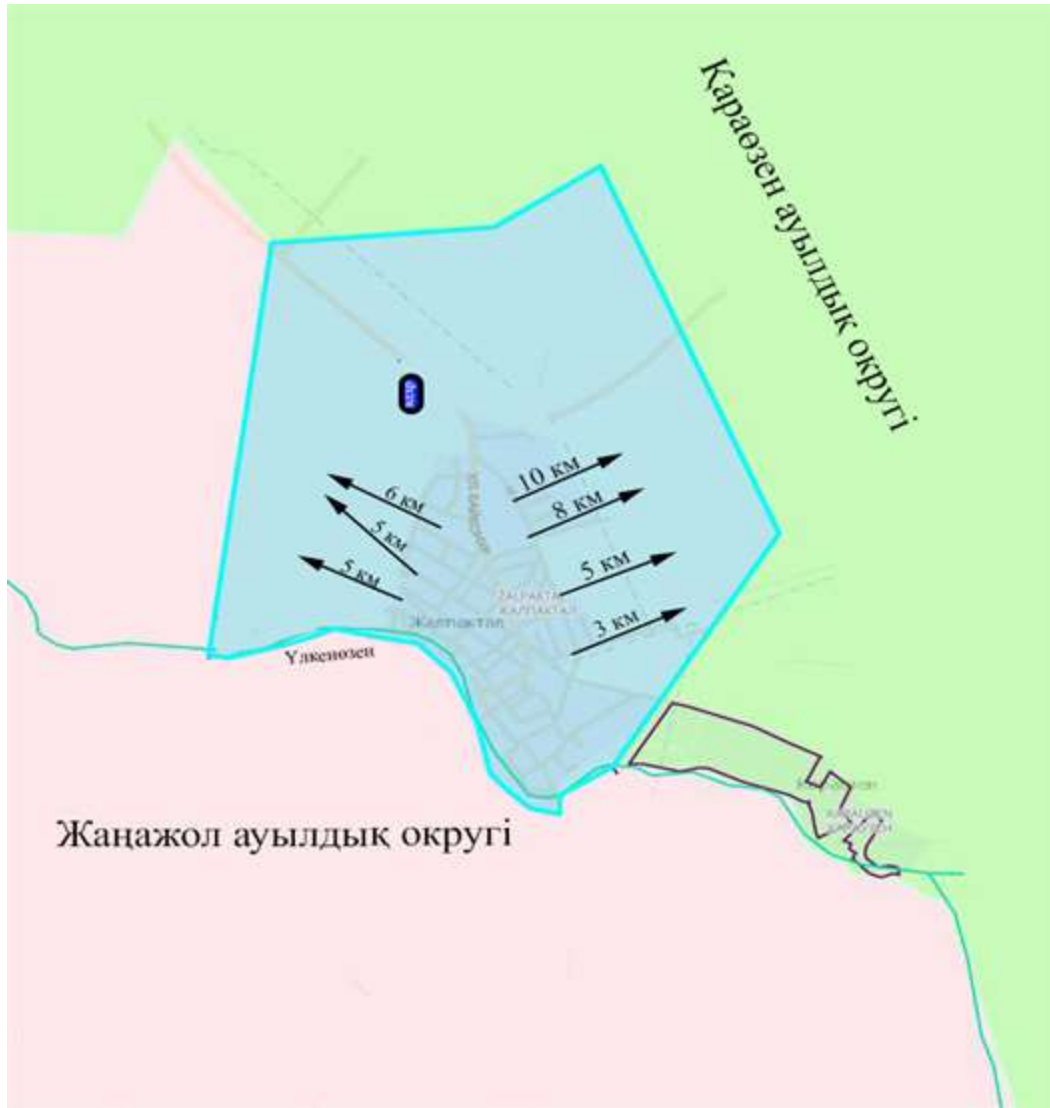 Қараөзен ауылдық округі
10 км
6 км
8 км
5 км
5 км
5 км
3 км
Жалпактал
Үлкенөзен
Жаңажол ауылдық округі